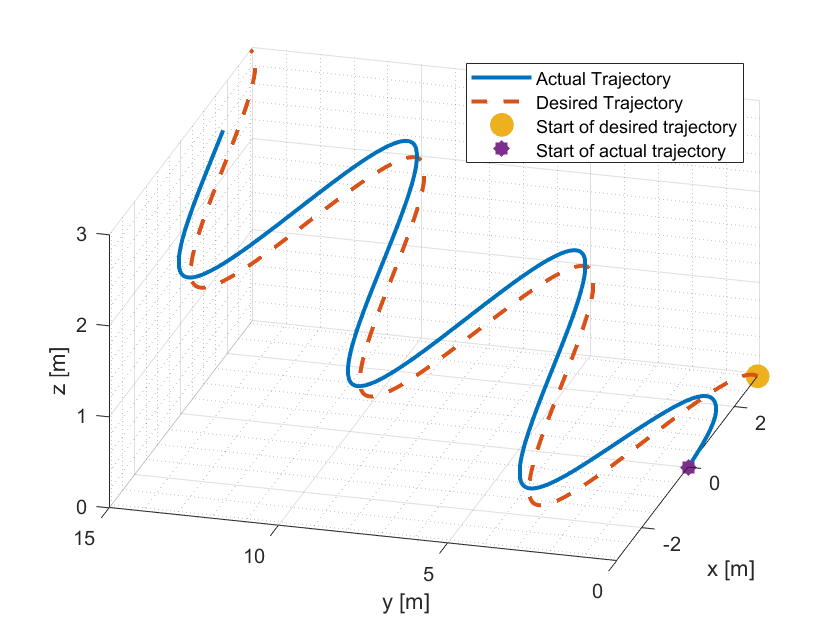 Actual Trajectory
Desired Trajectory
Start of desired trajectory
Start of actual trajectory
3
2
1
0
z [m]
15
10
5
0
y [m]
2
0
-2
x [m]